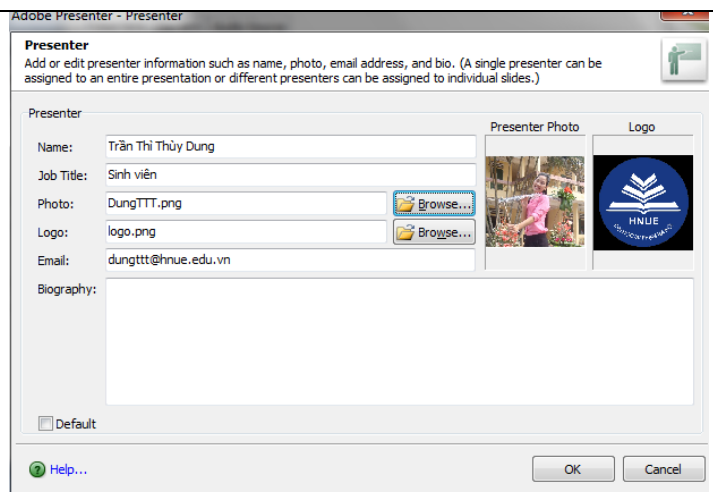 Adobe Presenter - Presenter
Presenter
Add or edit presenter information such as name, photo, email address, and bio. (A single presenter can be
assigned to an entire presentation or different presenters can be assigned to individual slides.)
Presenter
Presenter Photo
Logo
Name:
Trần Thì Thùy Dung
Job Title:
Sinh viên
Photo:
DungTTT.png
Browse...
Logo:
logo.png
Browse...
HNUE
Email:
dungttt@hnue.edu.vn
Biography:
Default
Help...
OK
Cancel